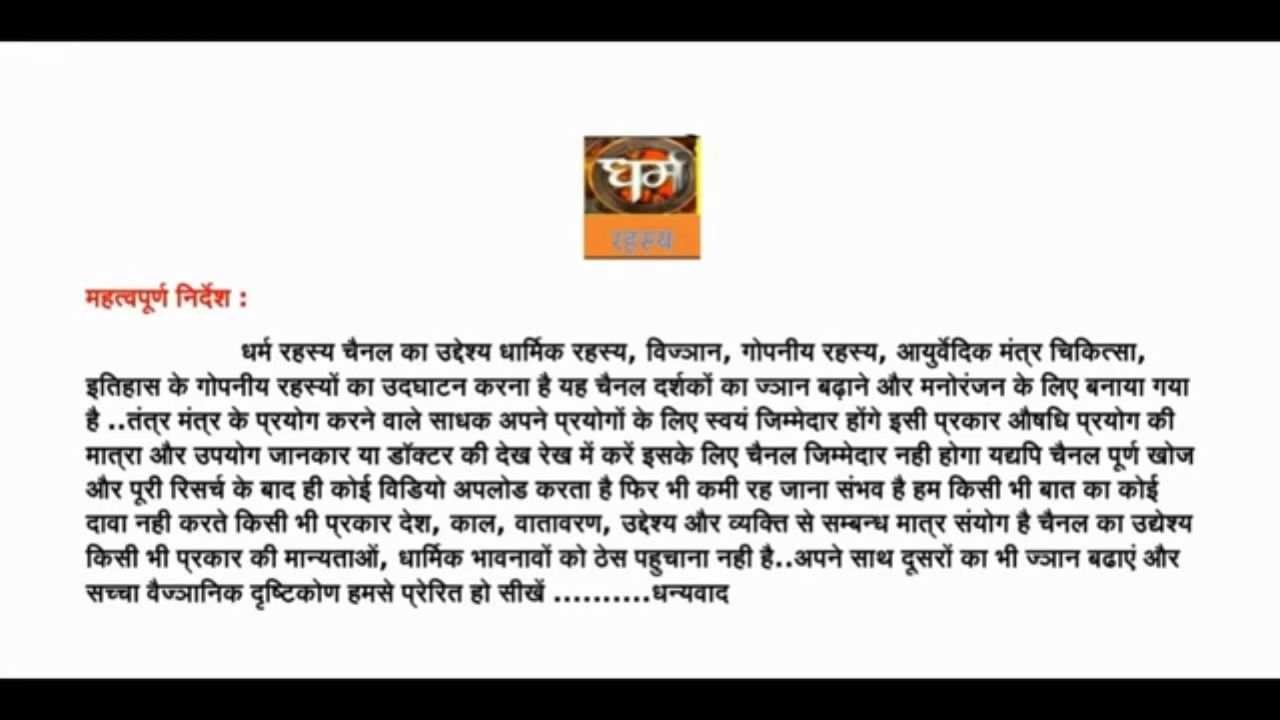 धर्म
रहस्य
महत्वपूर्ण निर्देश :
धर्म रहस्य चैनल का उद्देश्य धार्मिक रहस्य, विज्ञान, गोपनीय रहस्य, आयुर्वेदिक मंत्र चिकित्सा,
इतिहास के गोपनीय रहस्यों का उदघाटन करना है यह चैनल दर्शकों का ज्ञान बढ़ाने और मनोरंजन के लिए बनाया गया
है ..तंत्र मंत्र के प्रयोग करने वाले साधक अपने प्रयोगों के लिए स्वयं जिम्मेदार होंगे इसी प्रकार औषधि प्रयोग की
मात्रा और उपयोग जानकार या डॉक्टर की देख रेख में करें इसके लिए चैनल जिम्मेदार नही होगा यद्यपि चैनल पूर्ण खोज
और पूरी रिसर्च के बाद ही कोई विडियो अपलोड करता है फिर भी कमी रह जाना संभव है हम किसी भी बात का कोई
दावा नही करते किसी भी प्रकार देश, काल, वातावरण, उद्देश्य और व्यक्ति से सम्बन्ध मात्र संयोग है चैनल का उद्येश्य
किसी भी प्रकार की मान्यताओं, धार्मिक भावनावों को ठेस पहुचाना नही है..अपने साथ दूसरों का भी ज्ञान बढाएं और
सच्चा वैज्ञानिक दृष्टिकोण हमसे प्रेरित हो सीखें ..........धन्यवाद